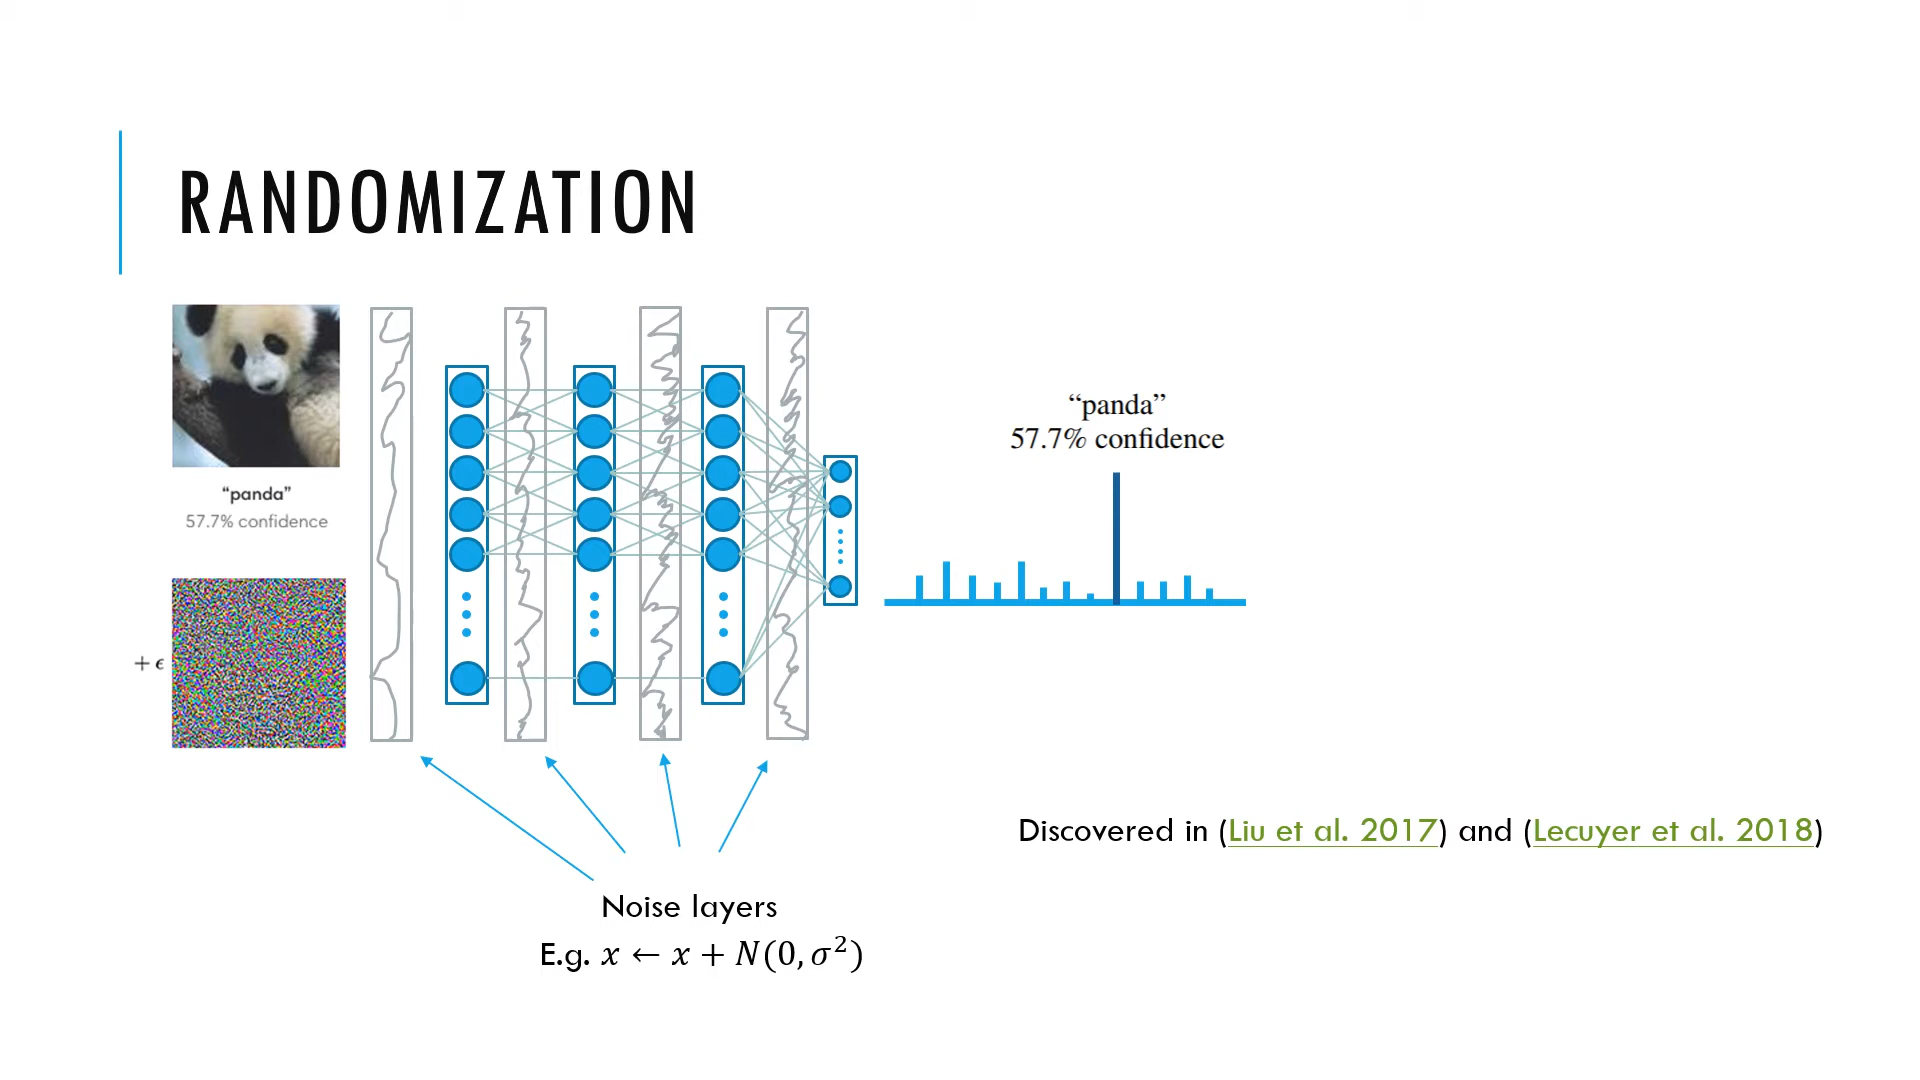 RANDOMIZATION
“panda”
57.7% confidence
+ ϵ
“panda”
57.7% confidence
Discovered in (Liu et al. 2017) and (Lecuyer et al. 2018)
Noise layers
E.g. x ← x + N(0, σ²)